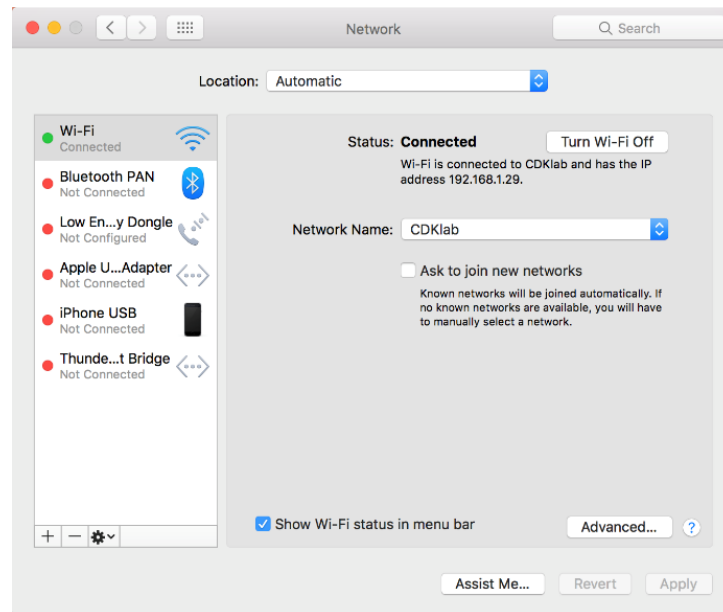 Network
Search
Location: Automatic
Wi-Fi
Connected
Bluetooth PAN
Not Connected
Low En...y Dongle
Not Configured
Apple U...Adapter
Not Connected
iPhone USB
Not Connected
Thunde...t Bridge
Not Connected
Status: Connected
Turn Wi-Fi Off
Wi-Fi is connected to CDKlab and has the IP
address 192.168.1.29.
Network Name: CDKlab
Ask to join new networks
Known networks will be joined automatically. If
no known networks are available, you will have
to manually select a network.
Show Wi-Fi status in menu bar
Advanced...
?
Assist Me...
Revert
Apply